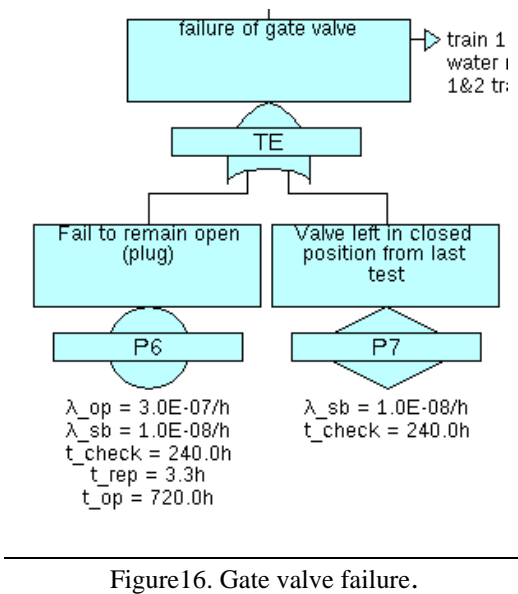 failure of gate valve
train 1
water
1&2
TE
Fail to remain open
(plug)
Valve left in closed
position from last
test
P6
P7
λ_op = 3.0E-07/h
λ_sb = 1.0E-08/h
t_check = 240.0h
t_rep = 3.3h
t_op = 720.0h
λ_sb = 1.0E-08/h
t_check = 240.0h
Figure16. Gate valve failure.